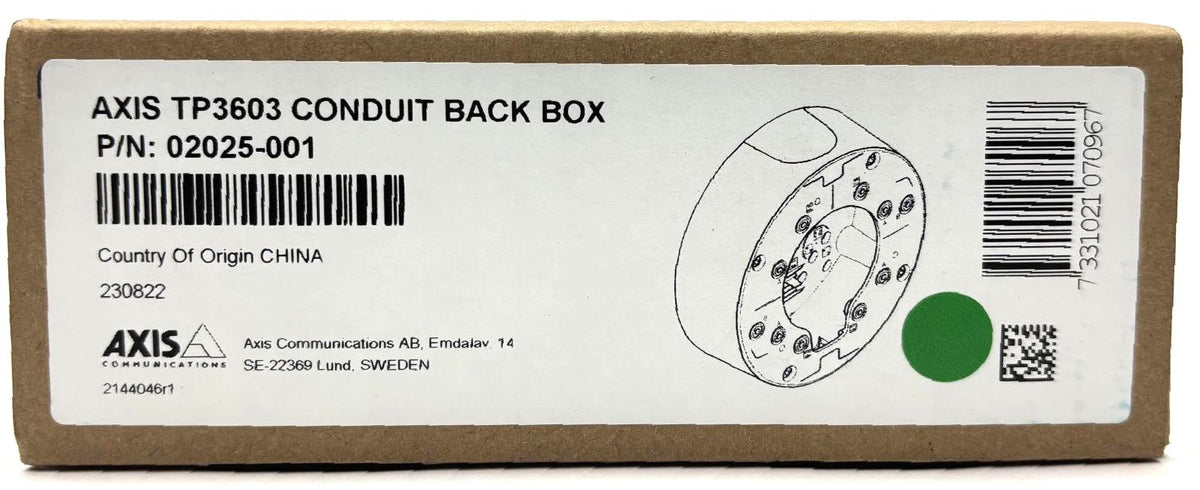 AXIS TP3603 CONDUIT BACK BOX
P/N: 02025-001
Country Of Origin CHINA
230822
AXIS
COMMUNICATIONS
Axis Communications AB, Emdalav. 14
SE-22369 Lund, SWEDEN
2144046r1
7 331021 070967